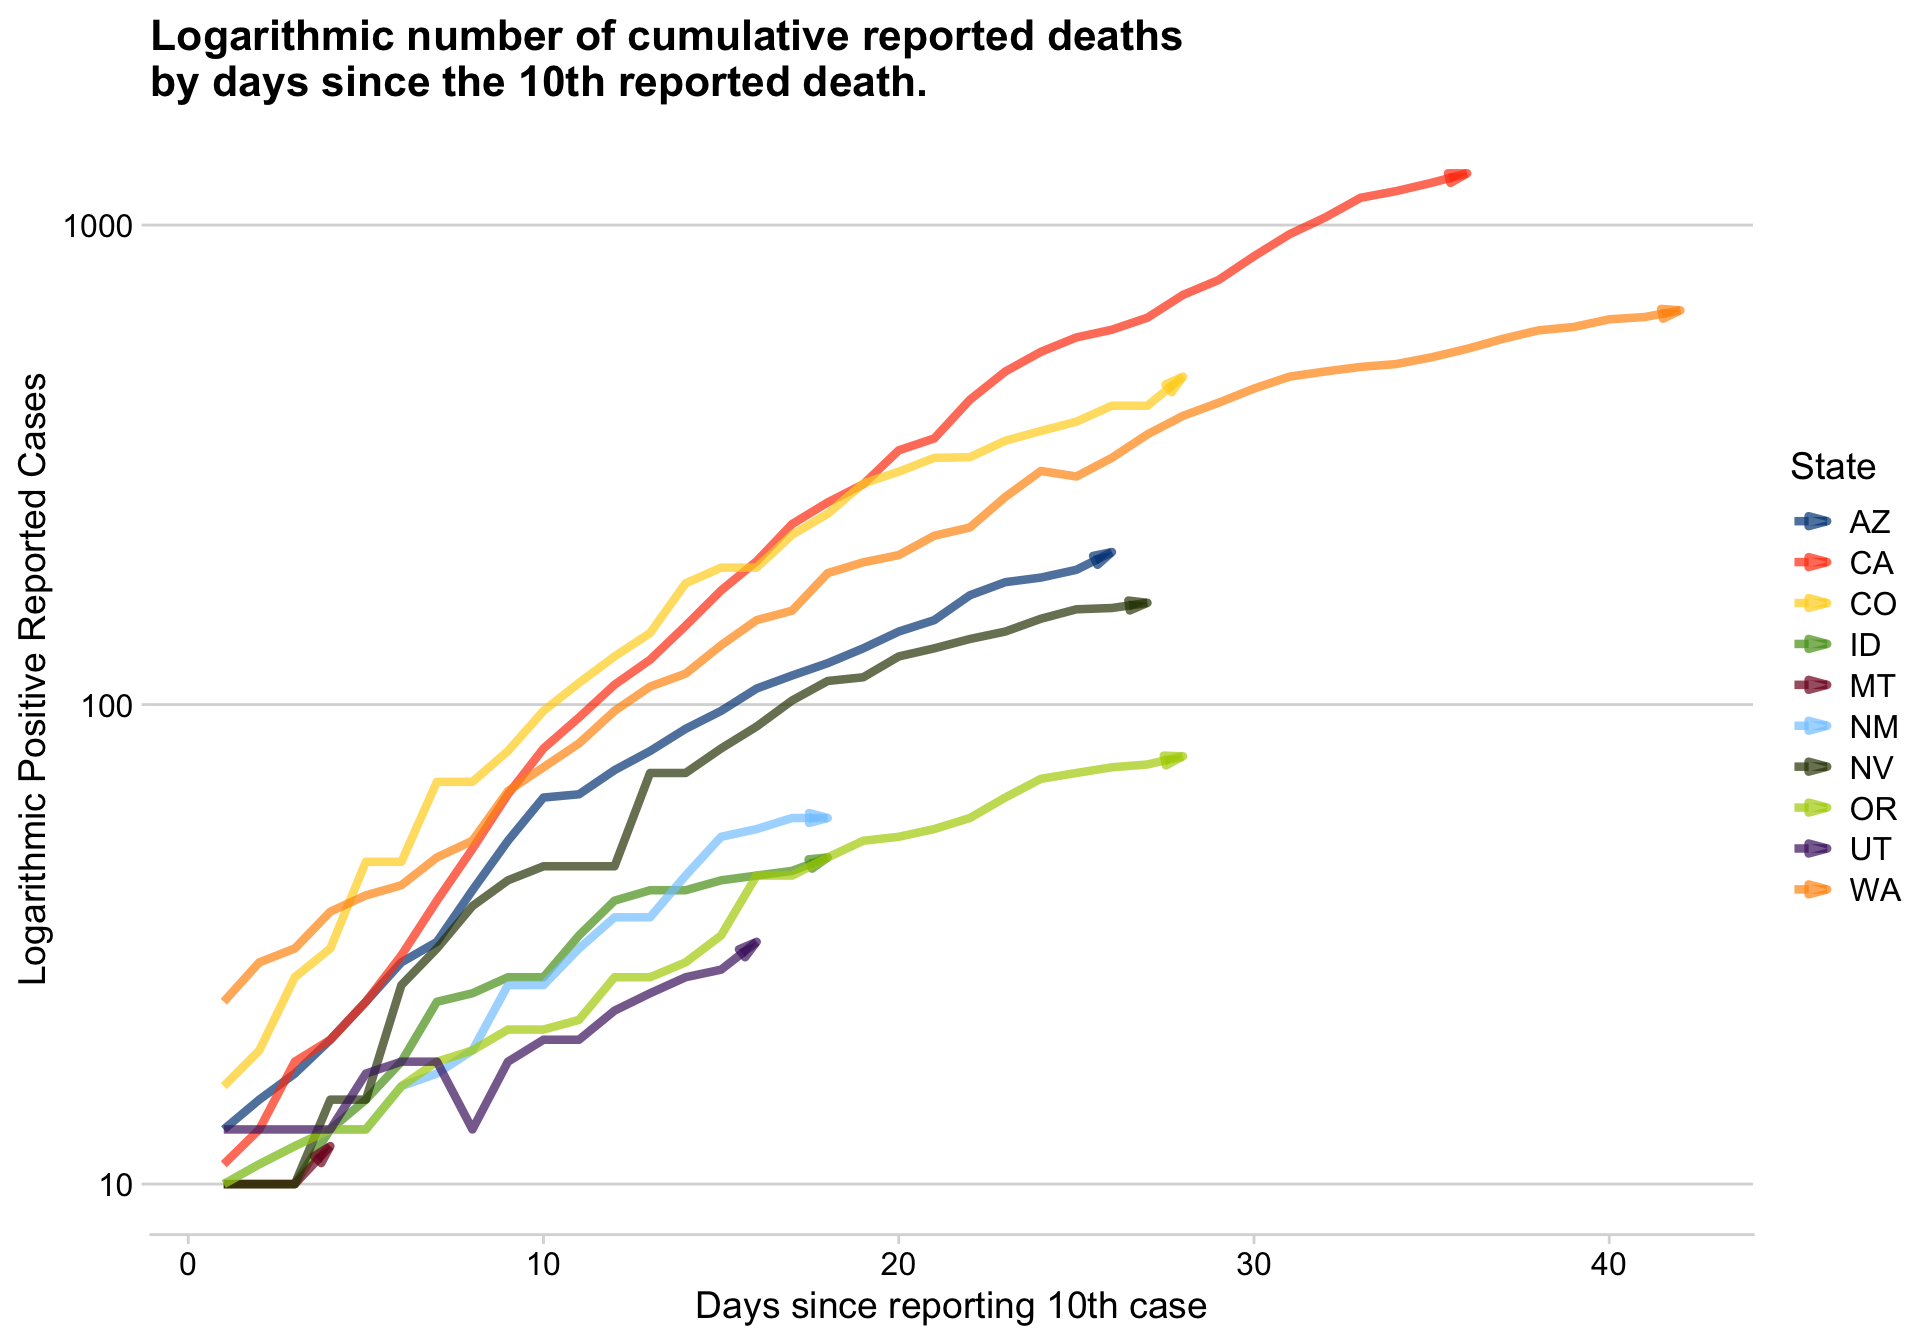 Logarithmic number of cumulative reported deaths
by days since the 10th reported death.
Logarithmic Positive Reported Cases
1000
100
10
0 10 20 30 40
Days since reporting 10th case
State
AZ
CA
CO
ID
MT
NM
NV
OR
UT
WA